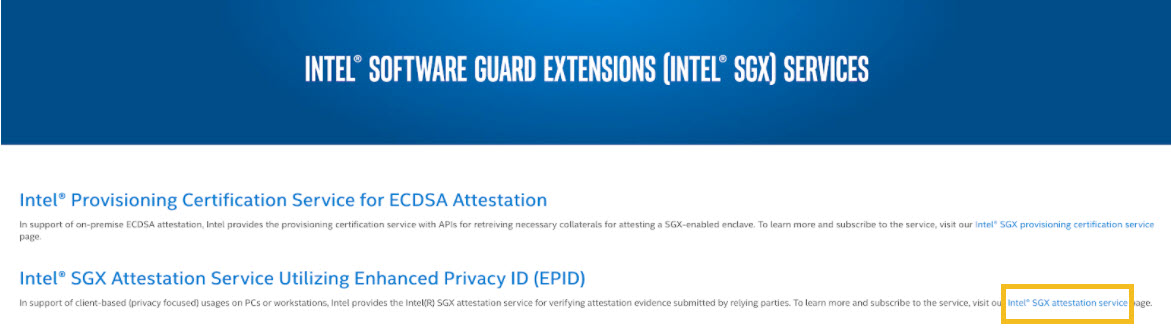 INTEL® SOFTWARE GUARD EXTENSIONS (INTEL® SGX) SERVICES
Intel® Provisioning Certification Service for ECDSA Attestation
In support of on-premise ECDSA attestation, Intel provides the provisioning certification service with APIs for retreiving necessary collaterals for attesting a SGX-enabled enclave. To learn more and subscribe to the service, visit our Intel® SGX provisioning certification service
page.
Intel® SGX Attestation Service Utilizing Enhanced Privacy ID (EPID)
In support of client-based (privacy focused) usages on PCs or workstations, Intel provides the Intel(R) SGX attestation service for verifying attestation evidence submitted by relying parties. To learn more and subscribe to the service, visit ou Intel® SGX attestation service age.